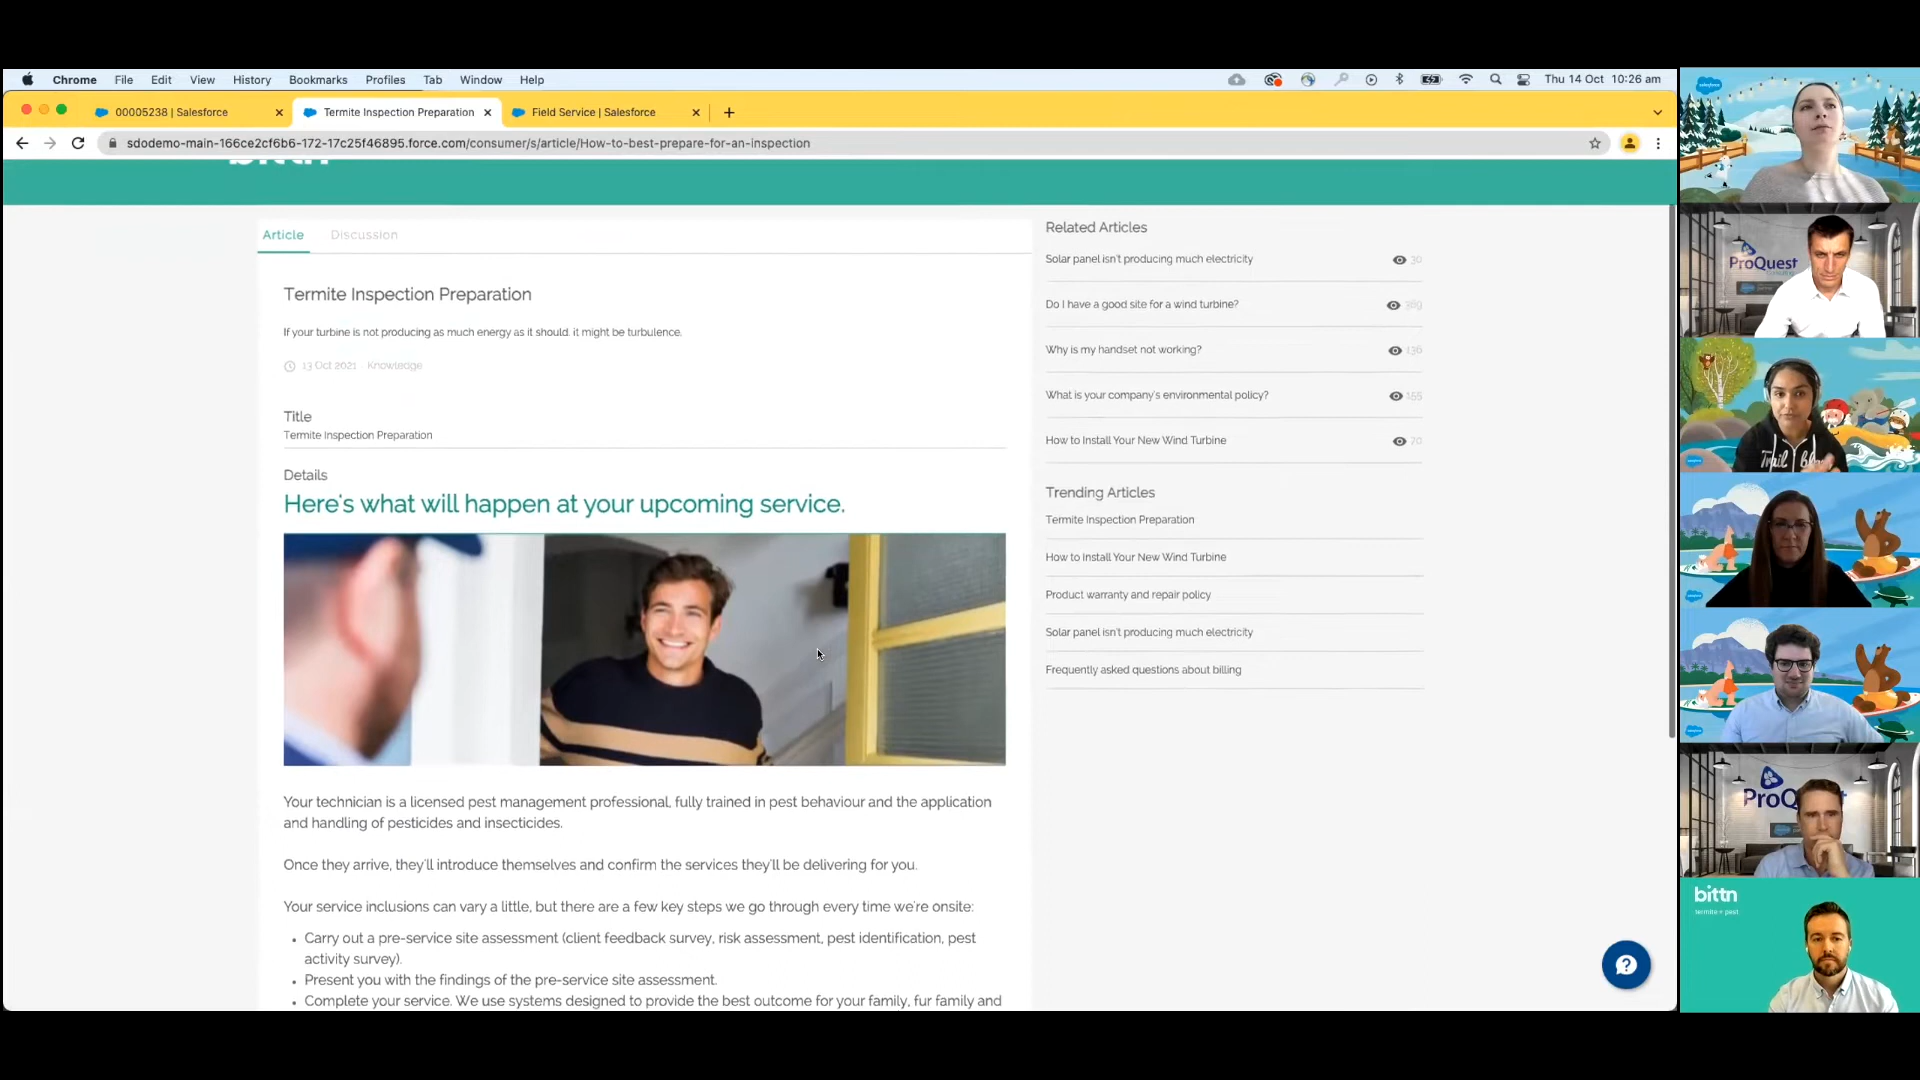 Chrome File Edit View History Bookmarks Profiles Tab Window Help Thu 14 Oct 10:26 am
00005238 | Salesforce Termite Inspection Preparation Field Service | Salesforce
sdodemo-main-166ce2cf6b6-172-17c25f46895.force.com/consumer/s/article/How-to-best-prepare-for-an-inspection
bittn
Article Discussion
Termite Inspection Preparation
If your turbine is not producing as much energy as it should. it might be turbulence.
13 Oct 2021 · Knowledge
Title
Termite Inspection Preparation
Details
Here's what will happen at your upcoming service.
Your technician is a licensed pest management professional, fully trained in pest behaviour and the application
and handling of pesticides and insecticides.
Once they arrive, they'll introduce themselves and confirm the services they'll be delivering for you.
Your service inclusions can vary a little, but there are a few key steps we go through every time we're onsite:
• Carry out a pre-service site assessment (client feedback survey, risk assessment, pest identification, pest
activity survey).
• Present you with the findings of the pre-service site assessment.
• Complete your service. We use systems designed to provide the best outcome for your family, fur family and
Related Articles
Solar panel isn't producing much electricity 30
Do I have a good site for a wind turbine? 369
Why is my handset not working? 136
What is your company's environmental policy? 155
How to Install Your New Wind Turbine 70
Trending Articles
Termite Inspection Preparation
How to Install Your New Wind Turbine
Product warranty and repair policy
Solar panel isn't producing much electricity
Frequently asked questions about billing
salesforce
ProQuest
bittn
termite + pest